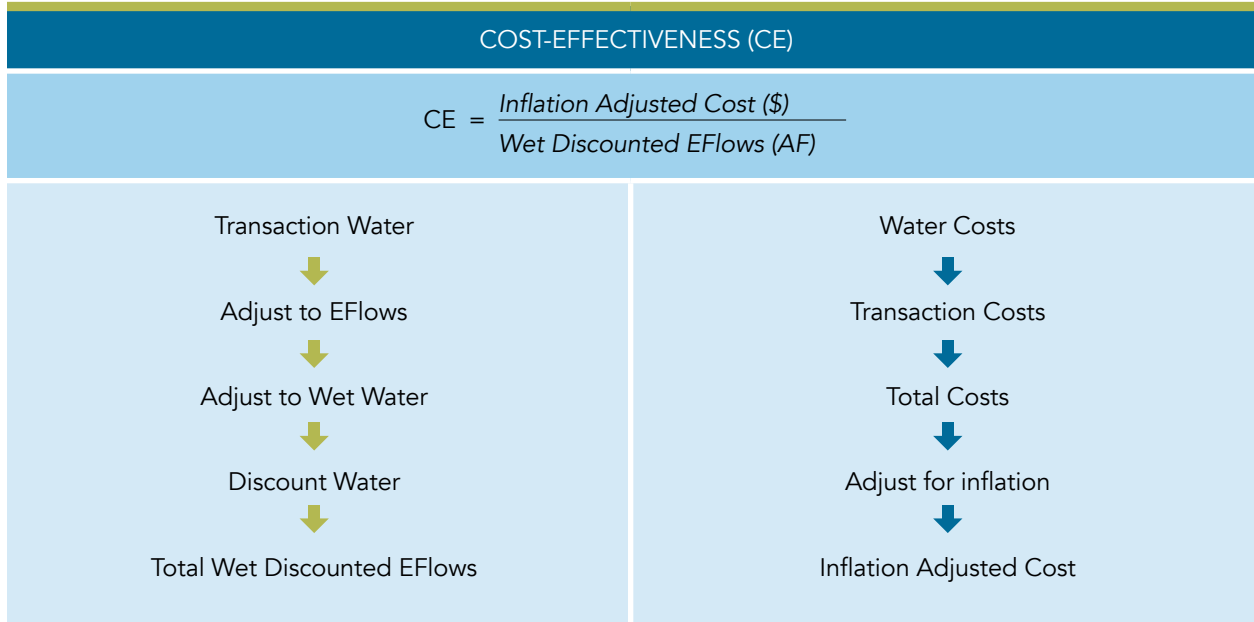 COST-EFFECTIVENESS (CE)
CE = Inflation Adjusted Cost ($)
Wet Discounted EFlows (AF)
Transaction Water
Adjust to EFlows
Adjust to Wet Water
Discount Water
Total Wet Discounted EFlows
Water Costs
Transaction Costs
Total Costs
Adjust for inflation
Inflation Adjusted Cost